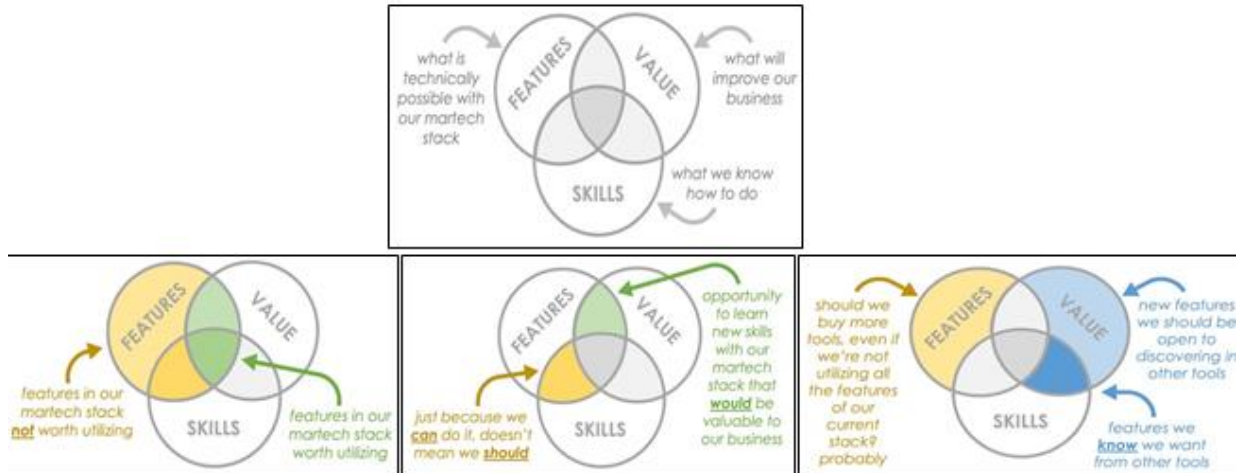 what is
technically
possible with
our martech
stack
FEATURES
VALUE
what will
improve our
business
SKILLS
what we know
how to do
FEATURES
VALUE
SKILLS
features in our
martech stack
not worth utilizing
features in our
martech stack
worth utilizing
FEATURES
VALUE
SKILLS
just because we
can do it, doesn't
mean we should
opportunity
to learn
new skills
with our
martech
stack that
would be
valuable to
our business
should we
buy more
tools, even if
we're not
utilizing all
the features
of our
current
stack?
probably
FEATURES
VALUE
SKILLS
new features
we should be
open to
discovering in
other tools
features we
know we want
from other tools